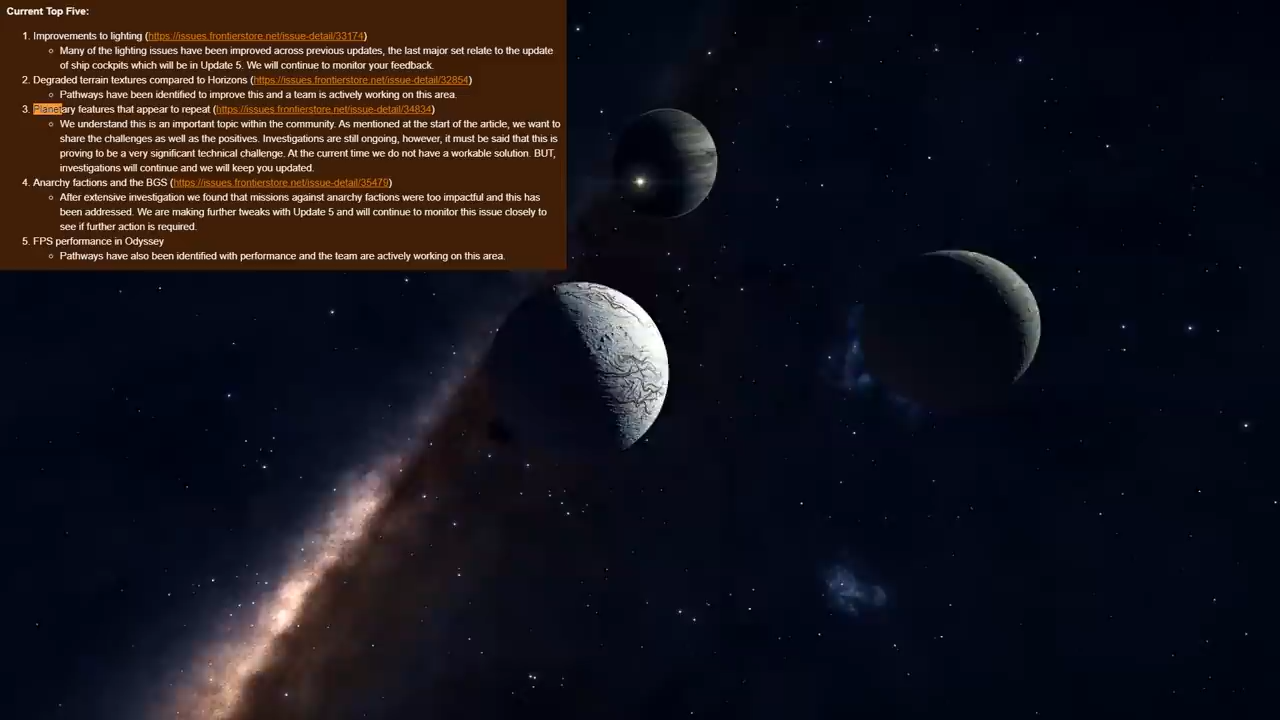 Current Top Five:
1. Improvements to lighting (https://issues.frontierstore.net/issue-detail/33174)
Many of the lighting issues have been improved across previous updates, the last major set relate to the update
of ship cockpits which will be in Update 5. We will continue to monitor your feedback.
2. Degraded terrain textures compared to Horizons (https://issues.frontierstore.net/issue-detail/32854)
Pathways have been identified to improve this and a team is actively working on this area.
3. Planetary features that appear to repeat (https://issues.frontierstore.net/issue-detail/34834)
We understand this is an important topic within the community. As mentioned at the start of the article, we want to
share the challenges as well as the positives. Investigations are still ongoing, however, it must be said that this is
proving to be a very significant technical challenge. At the current time we do not have a workable solution. BUT,
investigations will continue and we will keep you updated.
4. Anarchy factions and the BGS (https://issues.frontierstore.net/issue-detail/35479)
After extensive investigation we found that missions against anarchy factions were too impactful and this has
been addressed. We are making further tweaks with Update 5 and will continue to monitor this issue closely to
see if further action is required.
5. FPS performance in Odyssey
Pathways have also been identified with performance and the team are actively working on this area.